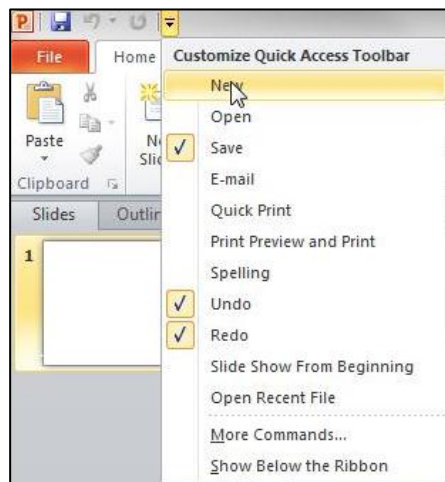 P
File
Home
Customize Quick Access Toolbar
New
Open
Save
E-mail
Quick Print
Print Preview and Print
Spelling
Undo
Redo
Slide Show From Beginning
Open Recent File
More Commands...
Show Below the Ribbon
Paste
Clipboard
Slides
1